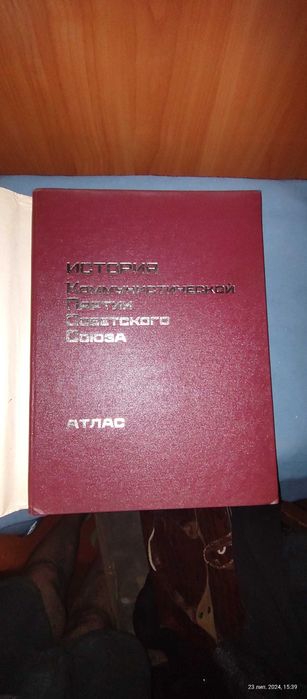 ИСТОРИЯ
КОММУНИСТИЧЕСКОЙ
ПАРТИИ
СОВЕТСКОГО
СОЮЗА
АТЛАС
23 лип. 2024, 15:39